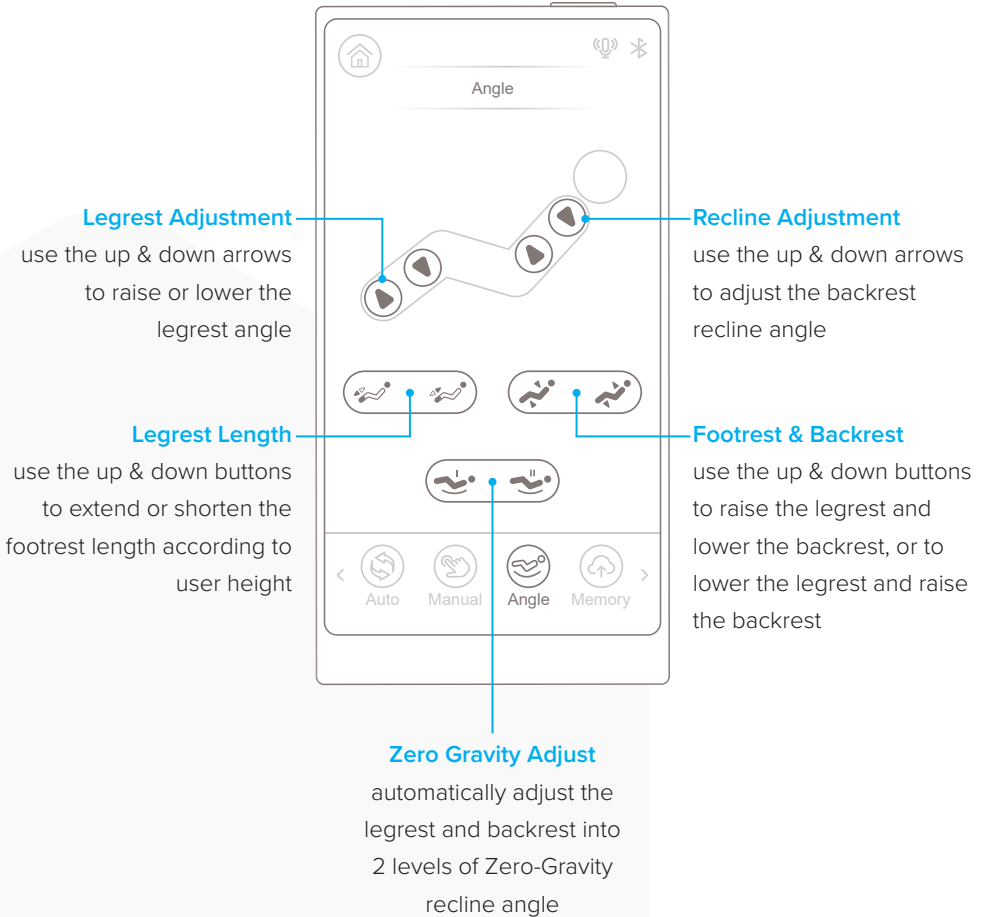 Angle
Legrest Adjustment
use the up & down arrows
to raise or lower the
legrest angle
Recline Adjustment
use the up & down arrows
to adjust the backrest
recline angle
Legrest Length
use the up & down buttons
to extend or shorten the
footrest length according to
user height
Footrest & Backrest
use the up & down buttons
to raise the legrest and
lower the backrest, or to
lower the legrest and raise
the backrest
I
II
< Auto Manual Angle Memory >
Zero Gravity Adjust
automatically adjust the
legrest and backrest into
2 levels of Zero-Gravity
recline angle